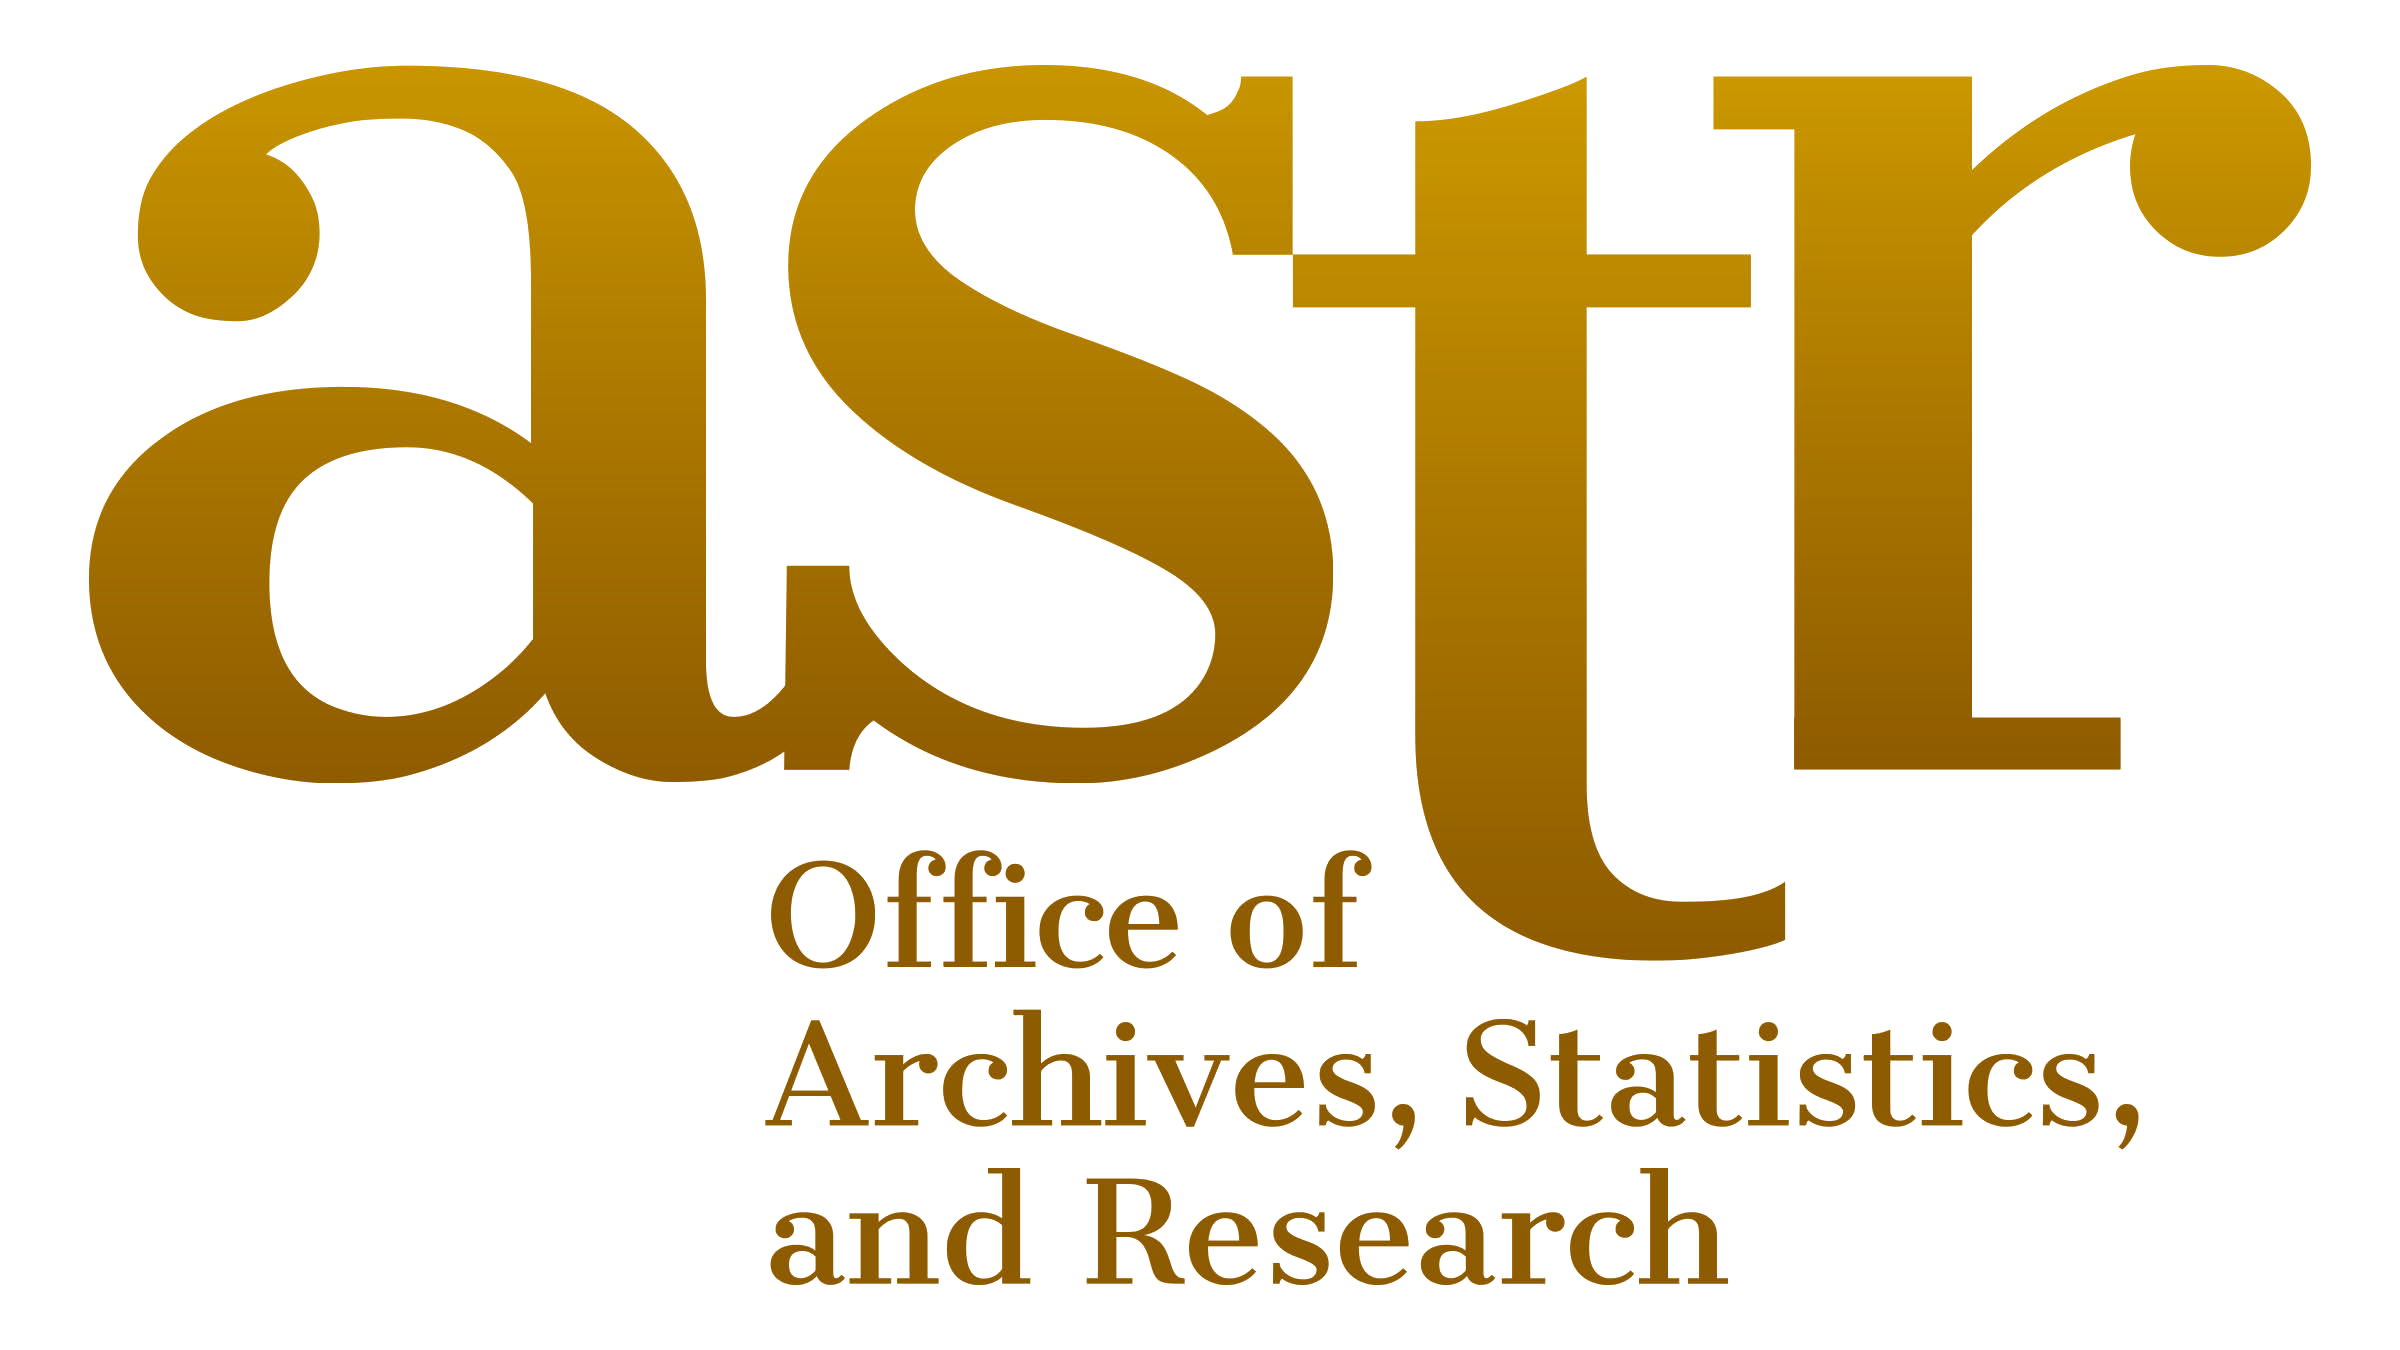 astr
Office of
Archives, Statistics,
and Research